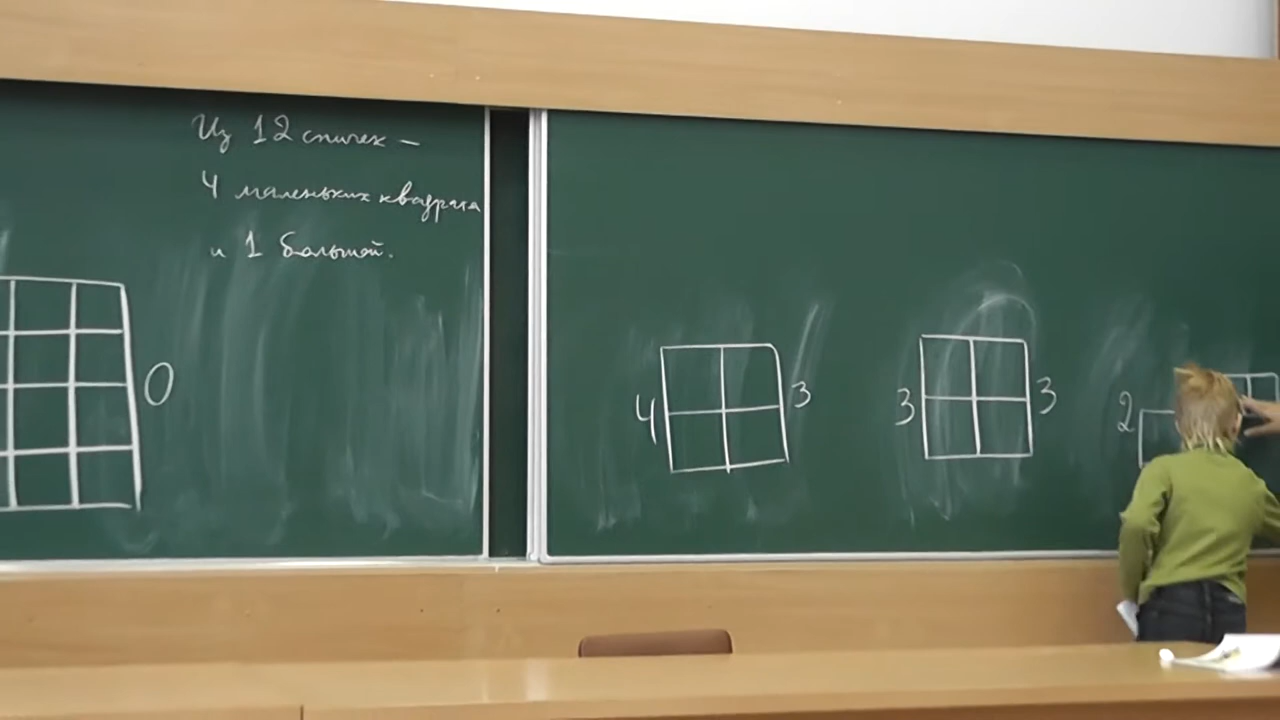 Из 12 спичек –
4 маленьких квадрата
и 1 большой.
0
4 3
3 3
2